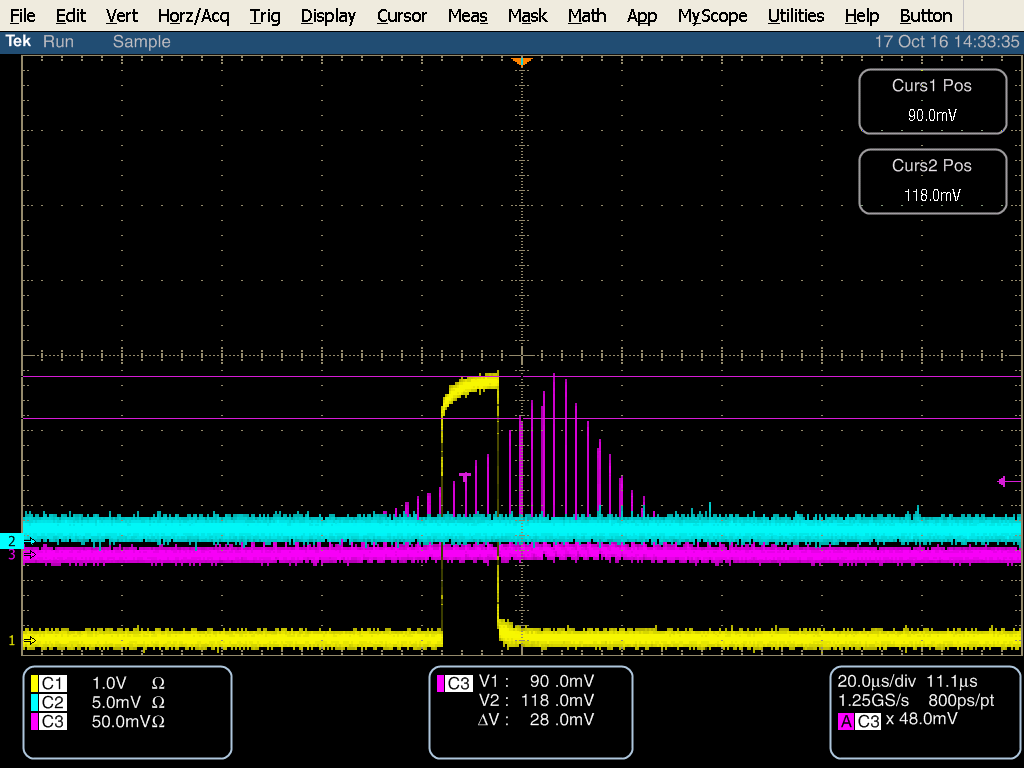 File Edit Vert Horz/Acq Trig Display Cursor Meas Mask Math App MyScope Utilities Help Button
Tek Run Sample 17 Oct 16 14:33:35
Curs1 Pos
90.0mV
Curs2 Pos
118.0mV
T
2
3
1
C1 1.0V Ω
C2 5.0mV Ω
C3 50.0mVΩ
C3 V1 : 90 .0mV
V2 : 118 .0mV
ΔV : 28 .0mV
20.0µs/div 11.1µs
1.25GS/s 800ps/pt
A C3 x 48.0mV